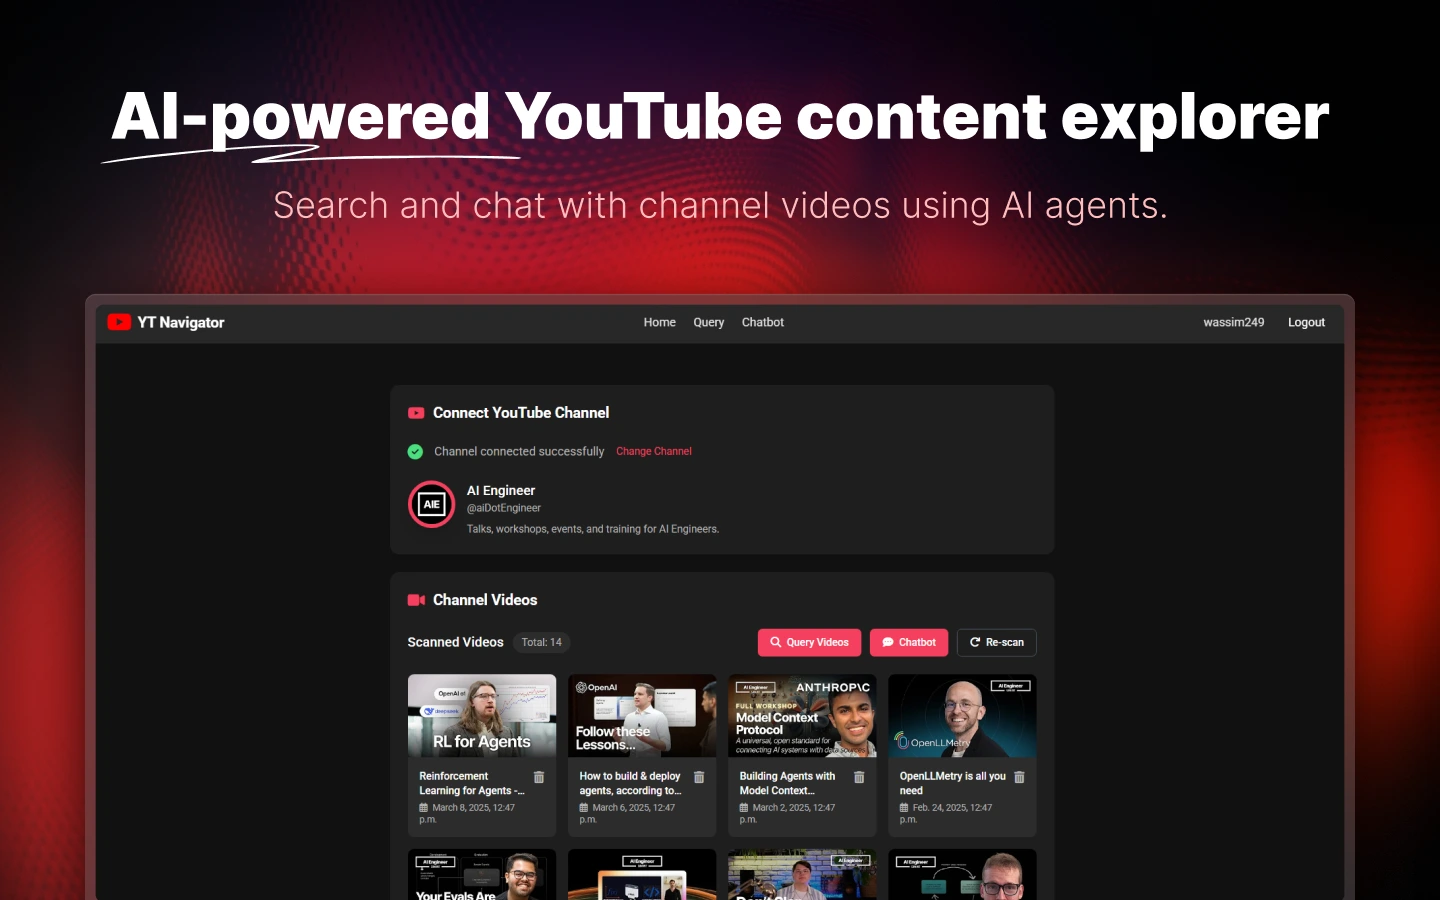 AI-powered YouTube content explorer
Search and chat with channel videos using AI agents.
YT Navigator
Home
Query
Chatbot
wassim249
Logout
Connect YouTube Channel
Channel connected successfully
Change Channel
AIE
AI Engineer
@aiDotEngineer
Talks, workshops, events, and training for AI Engineers.
Channel Videos
Scanned Videos
Total: 14
Query Videos
Chatbot
Re-scan
OpenAI o1
deepseek
RL for Agents
Reinforcement
Learning for Agents -...
March 8, 2025, 12:47
p.m.
OpenAI
Follow these
Lessons...
How to build & deploy
agents, according to...
March 6, 2025, 12:47
p.m.
AI Engineer
ANTHROP\C
FULL WORKSHOP
Model Context
Protocol
A universal, open standard for
connecting AI systems with data sources
Building Agents with
Model Context...
March 2, 2025, 12:47
p.m.
AI Engineer
OpenLLMetry
OpenLLMetry is all you
need
Feb. 24, 2025, 12:47
p.m.
AI Engineer
Your Evals Are
AI Engineer
AI Engineer
AI Engineer